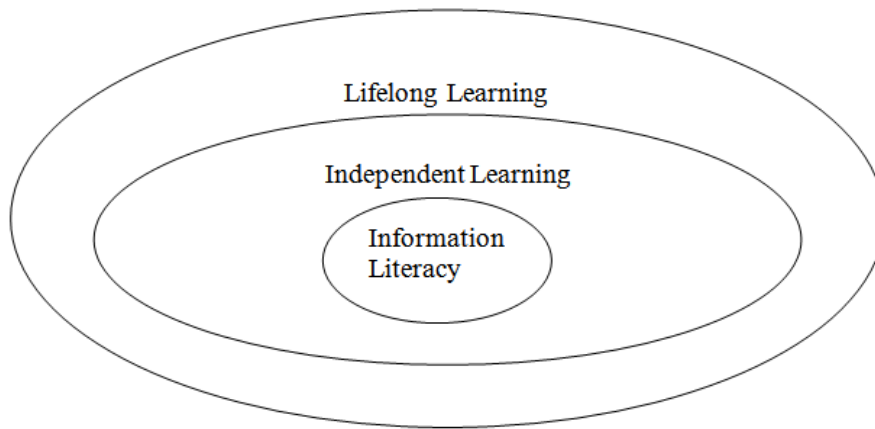 Lifelong Learning
Independent Learning
Information
Literacy